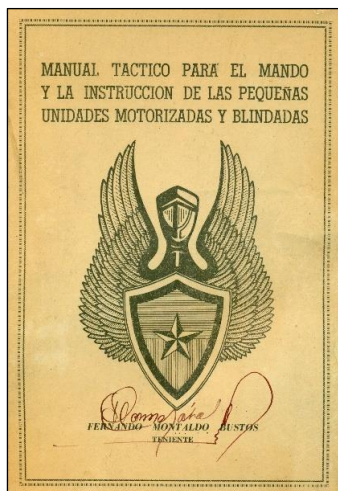 MANUAL TACTICO PARA EL MANDO
Y LA INSTRUCCION DE LAS PEQUEÑAS
UNIDADES MOTORIZADAS Y BLINDADAS
FERNANDO MONTALDO BUSTOS
TENIENTE